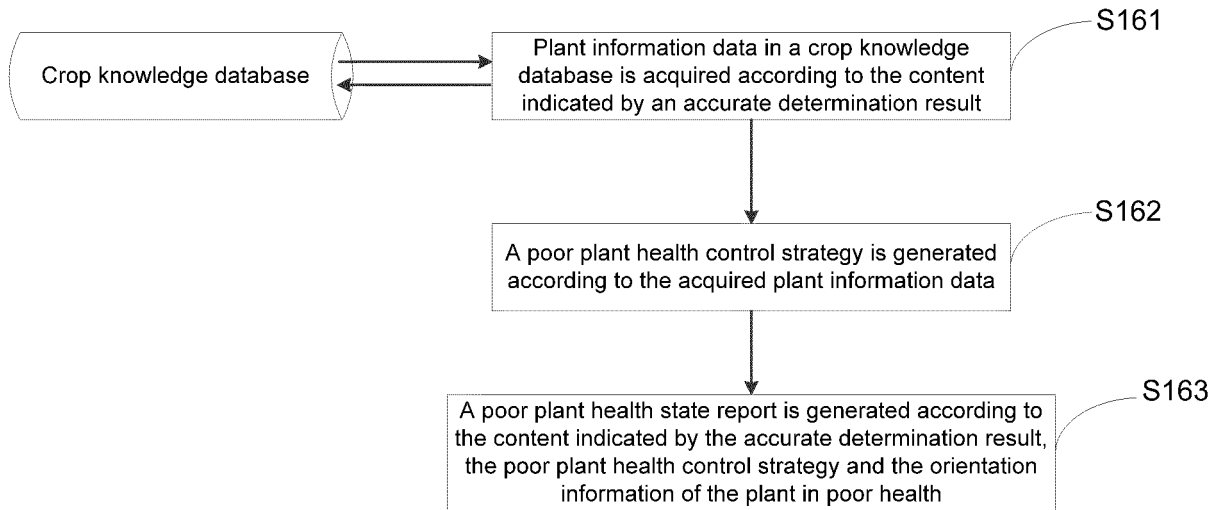 S161
Crop knowledge database
Plant information data in a crop knowledge
database is acquired according to the content
indicated by an accurate determination result
S162
A poor plant health control strategy is generated
according to the acquired plant information data
S163
A poor plant health state report is generated according to
the content indicated by the accurate determination result,
the poor plant health control strategy and the orientation
information of the plant in poor health